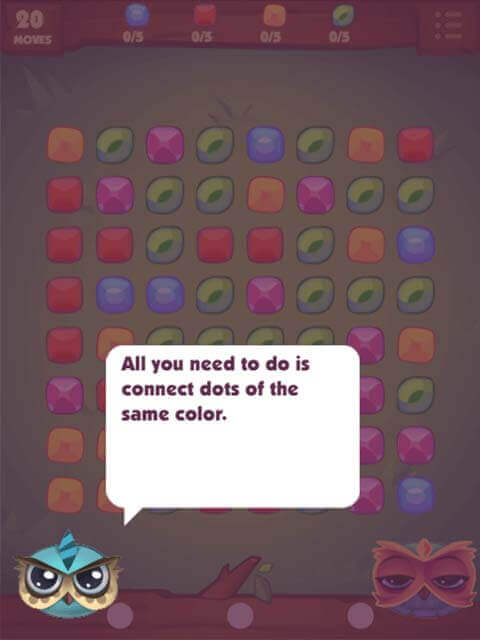 20
MOVES
0/5 0/5 0/5 0/5
All you need to do is
connect dots of the
same color.